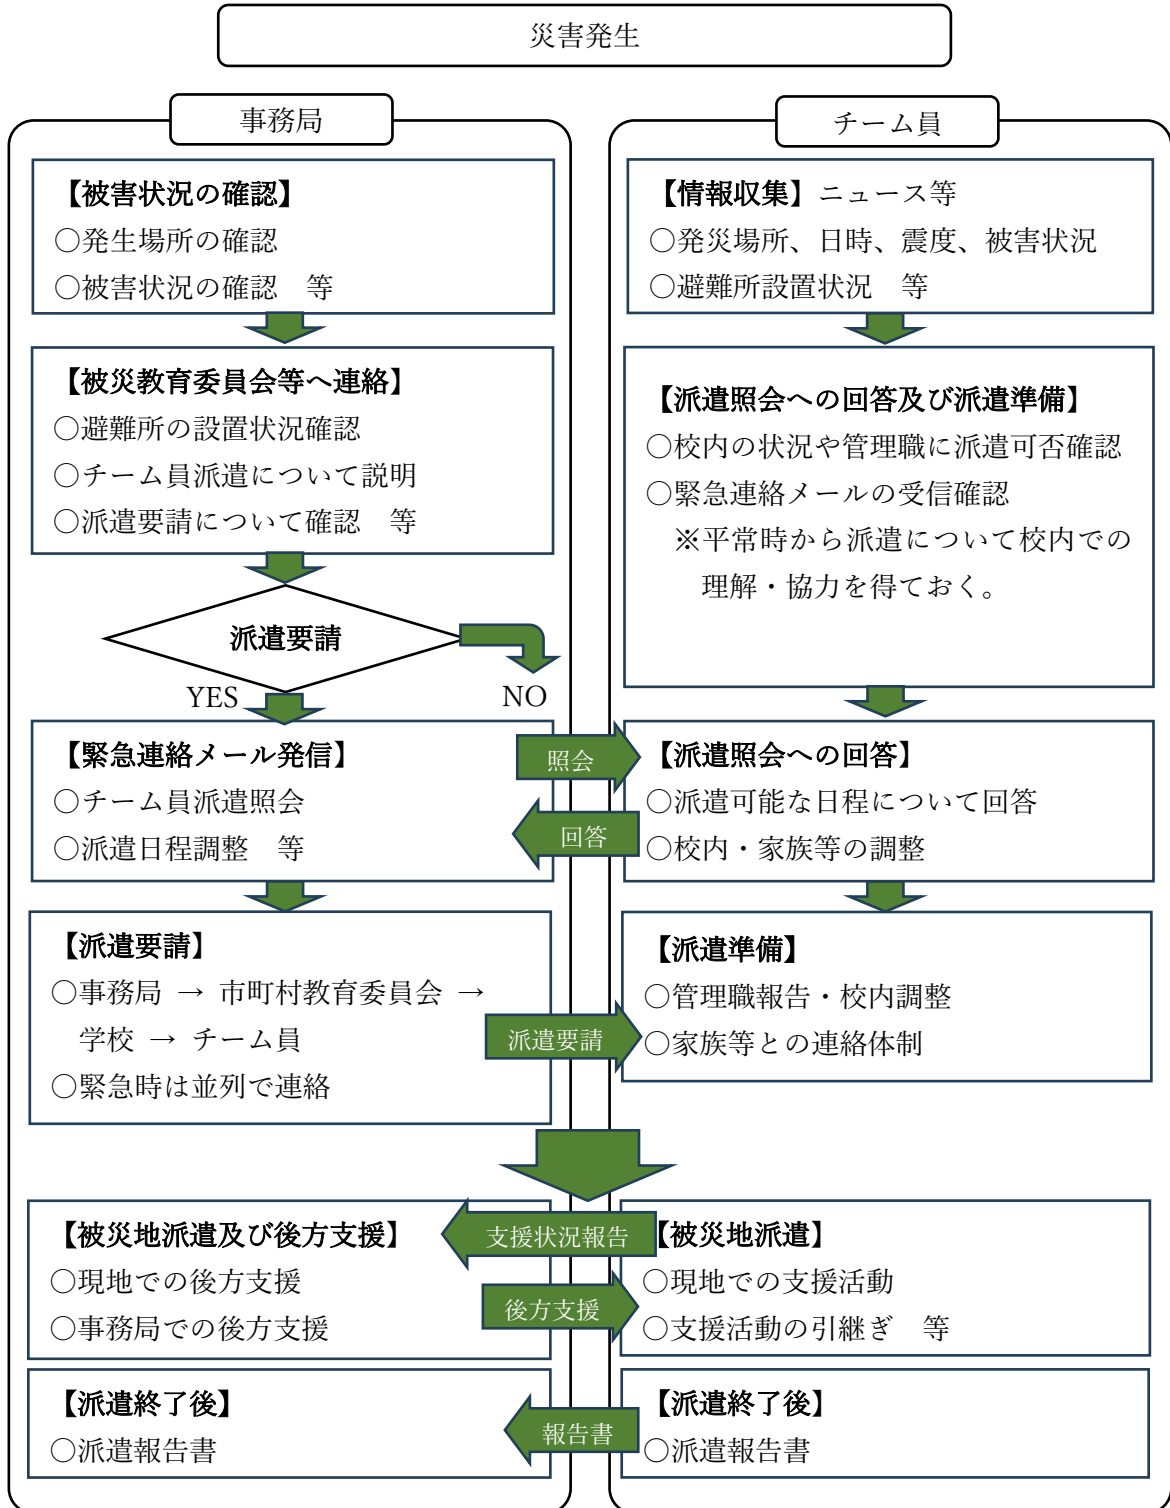 災害発生
事務局
【被害状況の確認】
○発生場所の確認
○被害状況の確認　等
【被災教育委員会等へ連絡】
○避難所の設置状況確認
○チーム員派遣について説明
○派遣要請について確認　等
派遣要請
YES
NO
【緊急連絡メール発信】
○チーム員派遣照会
○派遣日程調整　等
【派遣要請】
○事務局 → 市町村教育委員会 →
学校 → チーム員
○緊急時は並列で連絡
【被災地派遣及び後方支援】
○現地での後方支援
○事務局での後方支援
【派遣終了後】
○派遣報告書
照会
回答
派遣要請
支援状況報告
後方支援
報告書
チーム員
【情報収集】ニュース等
○発災場所、日時、震度、被害状況
○避難所設置状況　等
【派遣照会への回答及び派遣準備】
○校内の状況や管理職に派遣可否確認
○緊急連絡メールの受信確認
※平常時から派遣について校内での
理解・協力を得ておく。
【派遣照会への回答】
○派遣可能な日程について回答
○校内・家族等の調整
【派遣準備】
○管理職報告・校内調整
○家族等との連絡体制
【被災地派遣】
○現地での支援活動
○支援活動の引継ぎ　等
【派遣終了後】
○派遣報告書